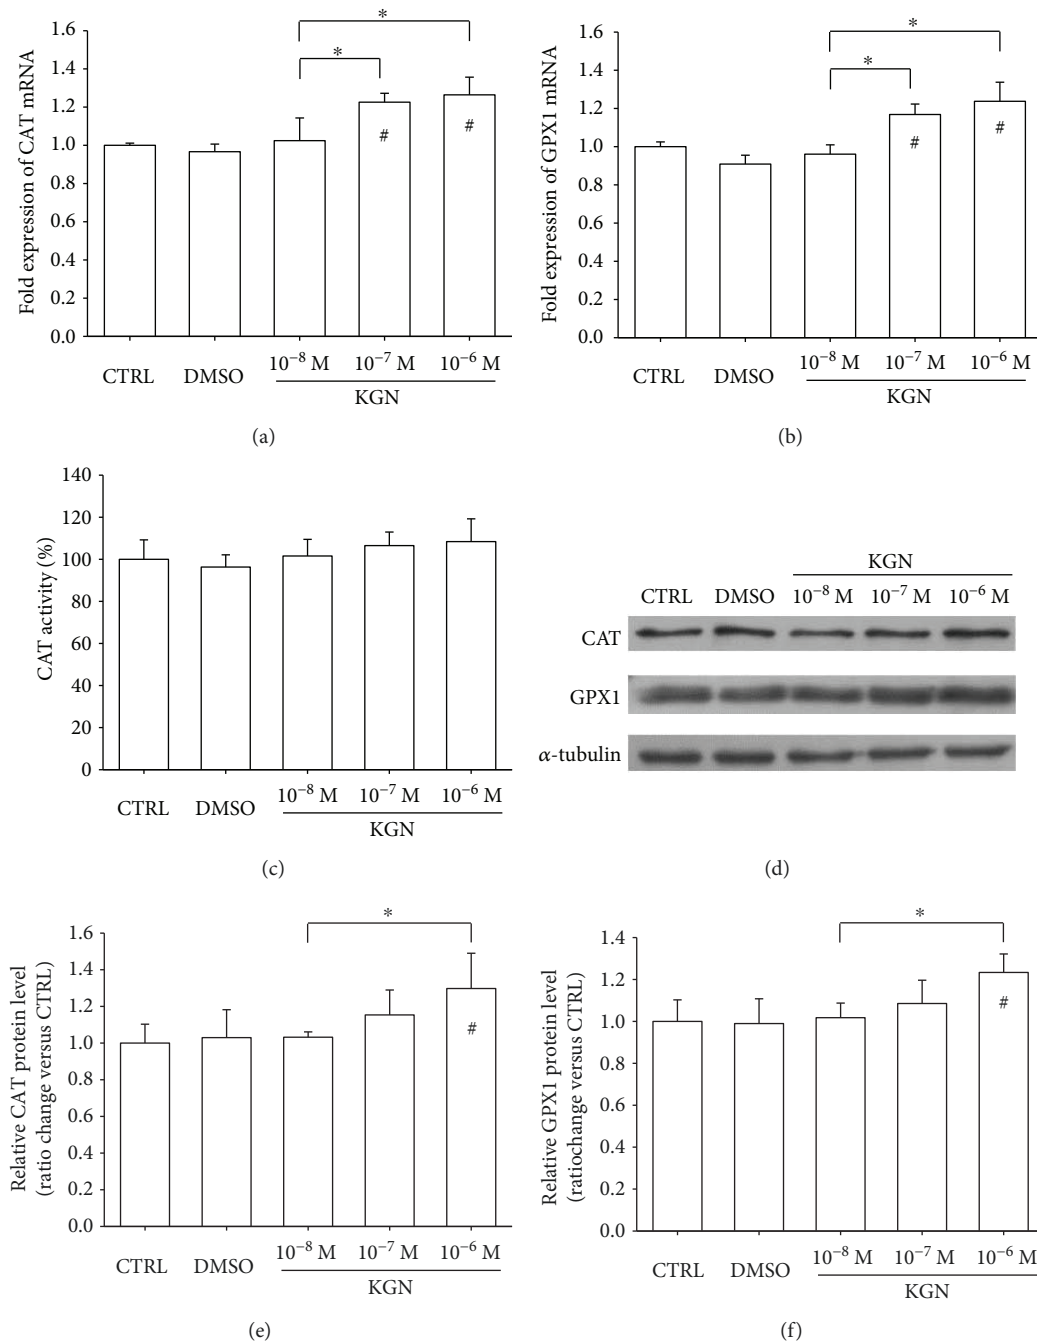 Fold expression of CAT mRNA
1.6
1.4
1.2
1.0
0.8
0.6
0.4
0.2
0.0
*
*
#
#
CTRL
DMSO
10⁻⁸ M
10⁻⁷ M
10⁻⁶ M
KGN
(a)
Fold expression of GPX1 mRNA
1.6
1.4
1.2
1.0
0.8
0.6
0.4
0.2
0.0
*
*
#
#
CTRL
DMSO
10⁻⁸ M
10⁻⁷ M
10⁻⁶ M
KGN
(b)
CAT activity (%)
140
120
100
80
60
40
20
0
CTRL
DMSO
10⁻⁸ M
10⁻⁷ M
10⁻⁶ M
KGN
(c)
KGN
CTRL
DMSO
10⁻⁸ M
10⁻⁷ M
10⁻⁶ M
CAT
GPX1
α-tubulin
(d)
Relative CAT protein level
(ratio change versus CTRL)
1.6
1.4
1.2
1.0
0.8
0.6
0.4
0.2
0.0
*
#
CTRL
DMSO
10⁻⁸ M
10⁻⁷ M
10⁻⁶ M
KGN
(e)
Relative GPX1 protein level
(ratiochange versus CTRL)
1.4
1.2
1.0
0.8
0.6
0.4
0.2
0.0
*
#
CTRL
DMSO
10⁻⁸ M
10⁻⁷ M
10⁻⁶ M
KGN
(f)